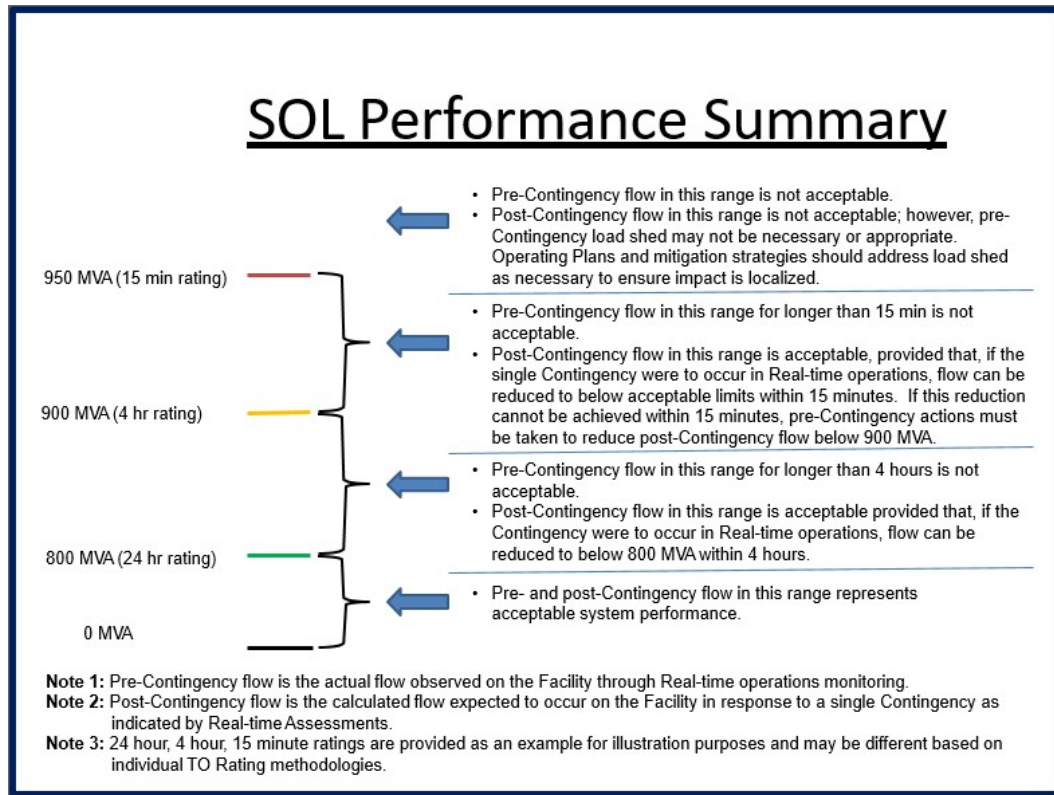 SOL Performance Summary
• Pre-Contingency flow in this range is not acceptable.
• Post-Contingency flow in this range is not acceptable; however, pre-
Contingency load shed may not be necessary or appropriate.
Operating Plans and mitigation strategies should address load shed
as necessary to ensure impact is localized.
950 MVA (15 min rating)
• Pre-Contingency flow in this range for longer than 15 min is not
acceptable.
• Post-Contingency flow in this range is acceptable, provided that, if the
single Contingency were to occur in Real-time operations, flow can be
reduced to below acceptable limits within 15 minutes. If this reduction
cannot be achieved within 15 minutes, pre-Contingency actions must
be taken to reduce post-Contingency flow below 900 MVA.
900 MVA (4 hr rating)
• Pre-Contingency flow in this range for longer than 4 hours is not
acceptable.
• Post-Contingency flow in this range is acceptable provided that, if the
Contingency were to occur in Real-time operations, flow can be
reduced to below 800 MVA within 4 hours.
800 MVA (24 hr rating)
• Pre- and post-Contingency flow in this range represents
acceptable system performance.
0 MVA
Note 1: Pre-Contingency flow is the actual flow observed on the Facility through Real-time operations monitoring.
Note 2: Post-Contingency flow is the calculated flow expected to occur on the Facility in response to a single Contingency as
indicated by Real-time Assessments.
Note 3: 24 hour, 4 hour, 15 minute ratings are provided as an example for illustration purposes and may be different based on
individual TO Rating methodologies.